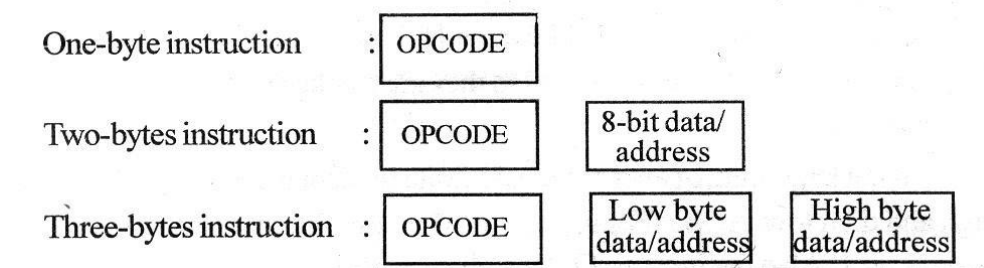 One-byte instruction : OPCODE
Two-bytes instruction : OPCODE 8-bit data/
address
Three-bytes instruction : OPCODE Low byte High byte
data/address data/address